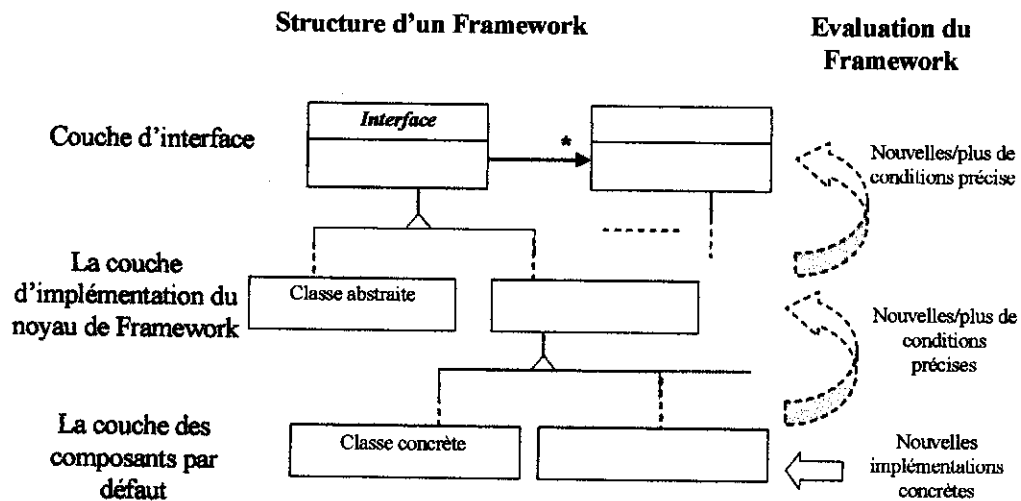 Structure d'un Framework
Evaluation du
Framework
Couche d'interface
Interface
*
Nouvelles/plus de
conditions précise
La couche
d'implémentation du
noyau de Framework
Classe abstraite
Nouvelles/plus de
conditions
précises
La couche des
composants par
défaut
Classe concrète
Nouvelles
implémentations
concrètes